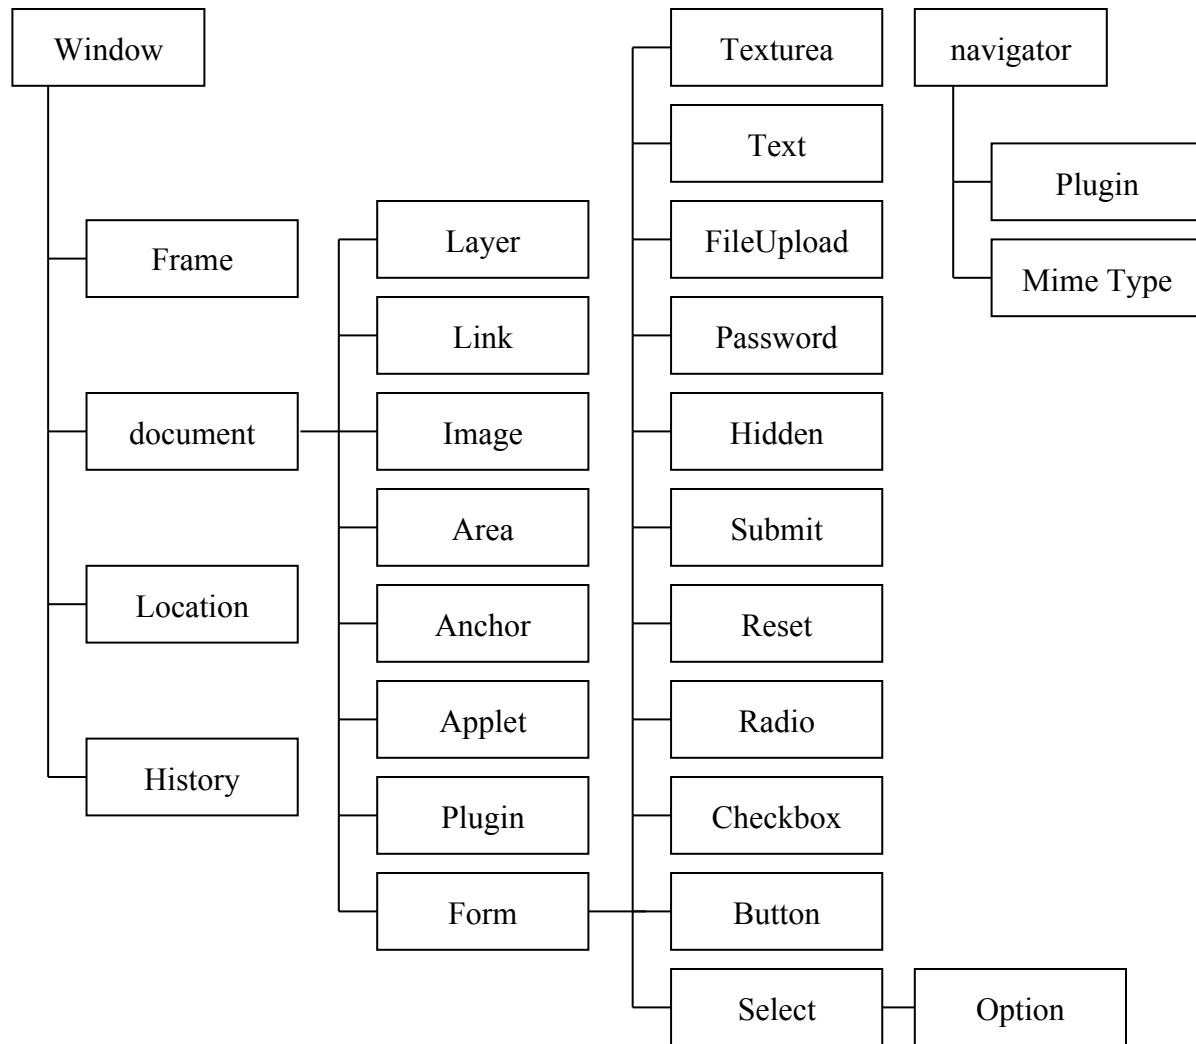 Window
Frame
document
Location
History
Layer
Link
Image
Area
Anchor
Applet
Plugin
Form
Texturea
Text
FileUpload
Password
Hidden
Submit
Reset
Radio
Checkbox
Button
Select
Option
navigator
Plugin
Mime Type